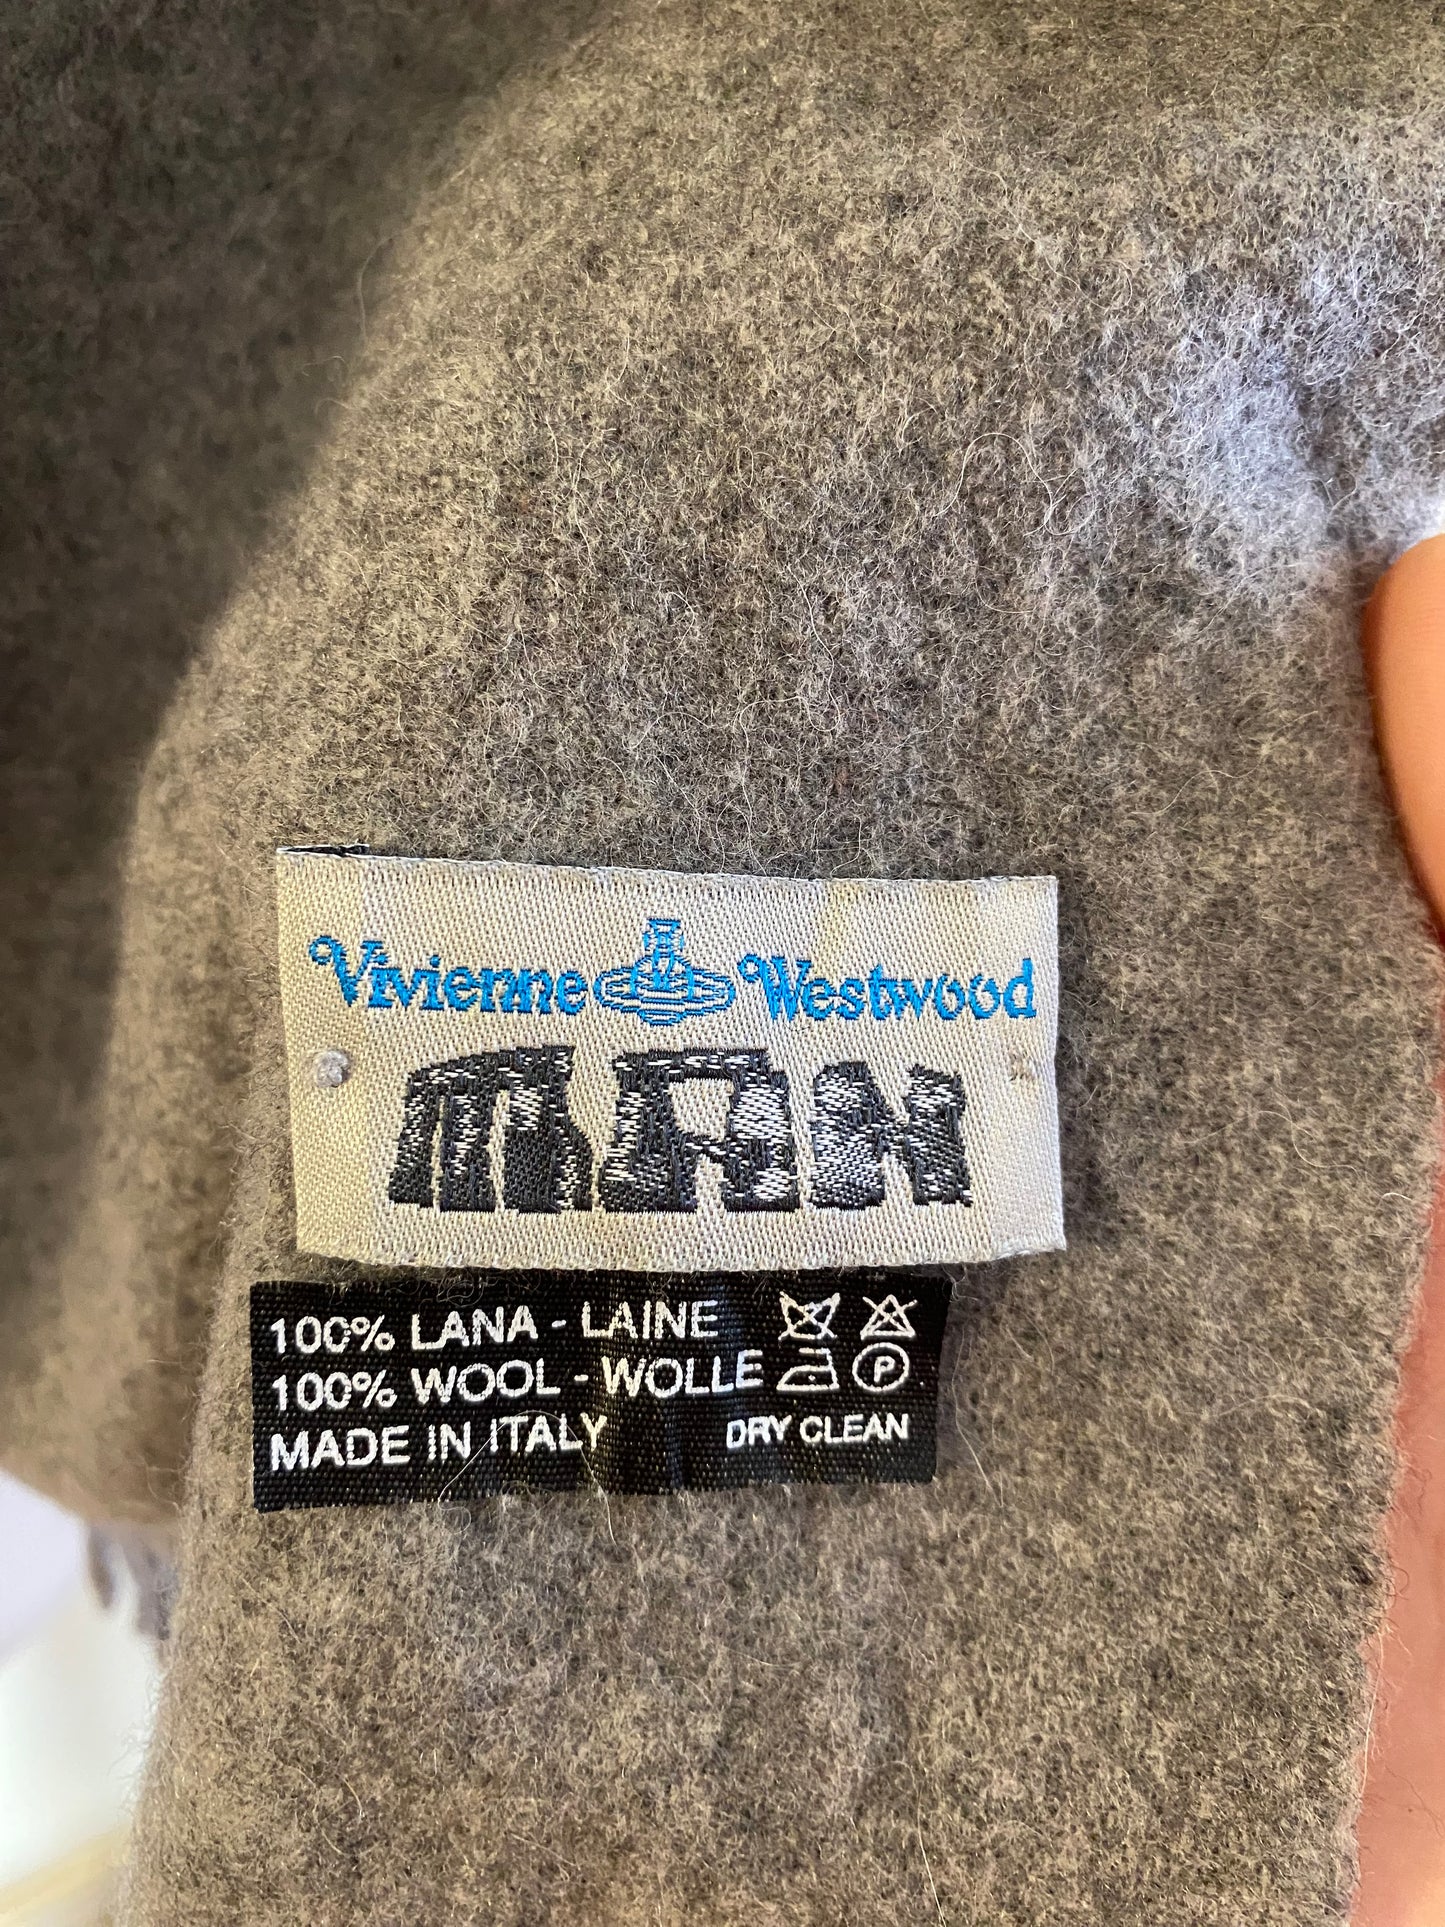 Vivienne Westwood
MAN
100% LANA - LAINE
100% WOOL - WOLLE P
MADE IN ITALY DRY CLEAN